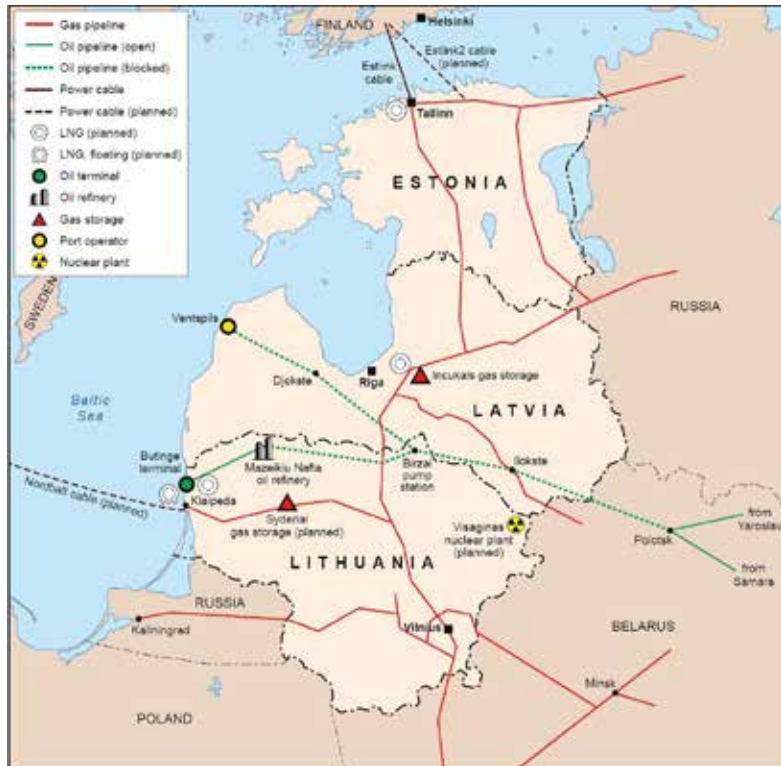 Gas pipeline
Oil pipeline (open)
Oil pipeline (blocked)
Power cable
Power cable (planned)
LNG (planned)
LNG, floating (planned)
Oil terminal
Oil refinery
Gas storage
Port operator
Nuclear plant
FINLAND
Helsinki
Estlink
cable
Estlink2 cable
(planned)
Tallinn
ESTONIA
SWEDEN
RUSSIA
Ventspils
Djukste
Riga
Incukalns gas storage
LATVIA
Baltic
Sea
Butinge
terminal
Mazeikiu Nafta
oil refinery
Birzai
pump
station
Ilokste
Nordbalt cable (planned)
Klaipeda
Syderiai
gas storage (planned)
Visaginas
nuclear plant
(planned)
Polotsk
from
Yaroslavl
from
Samara
LITHUANIA
RUSSIA
Kaliningrad
Vilnius
BELARUS
Minsk
POLAND